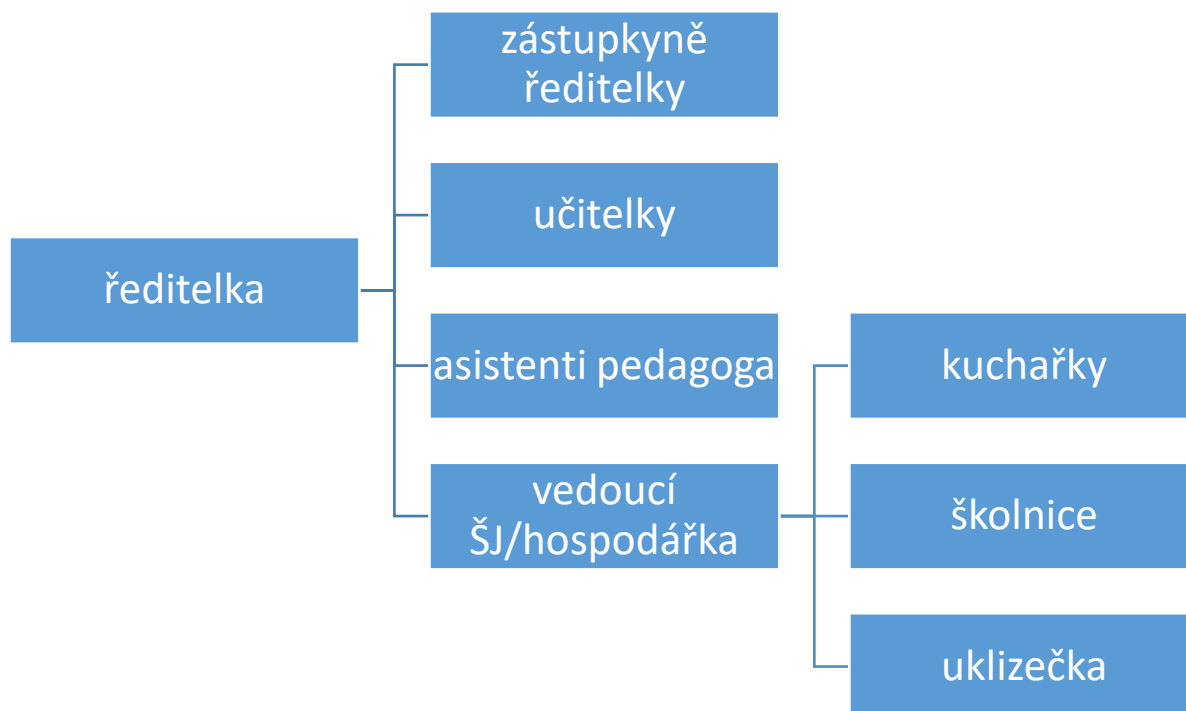 zástupkyně
ředitelky
učitelky
ředitelka
asistenti pedagoga
kuchařky
vedoucí
ŠJ/hospodářka
školnice
uklizečka